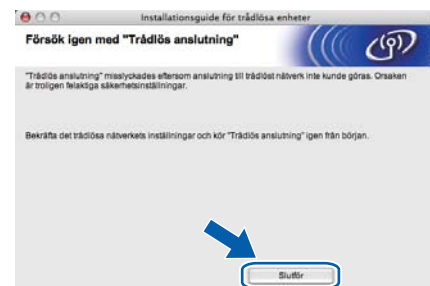 Installationsguide för trådlösa enheter
Försök igen med "Trådlös anslutning"
"Trådlös anslutning" misslyckades eftersom anslutning till trådlöst nätverk inte kunde göras. Orsaken
är troligen felaktiga säkerhetsinställningar.
Bekräfta det trådlösa nätverkets inställningar och kör "Trådlös anslutning" igen från början.
Slutför